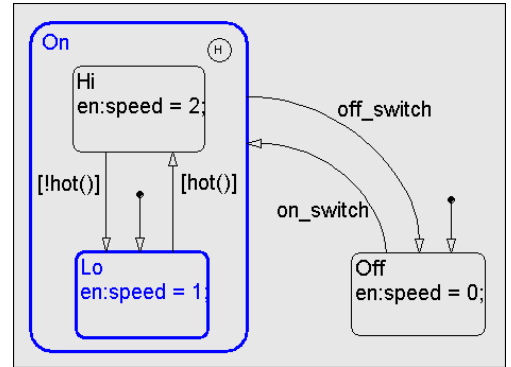 On
H
Hi
en:speed = 2;
off_switch
[!hot()]
[hot()]
on_switch
Lo
en:speed = 1;
Off
en:speed = 0;